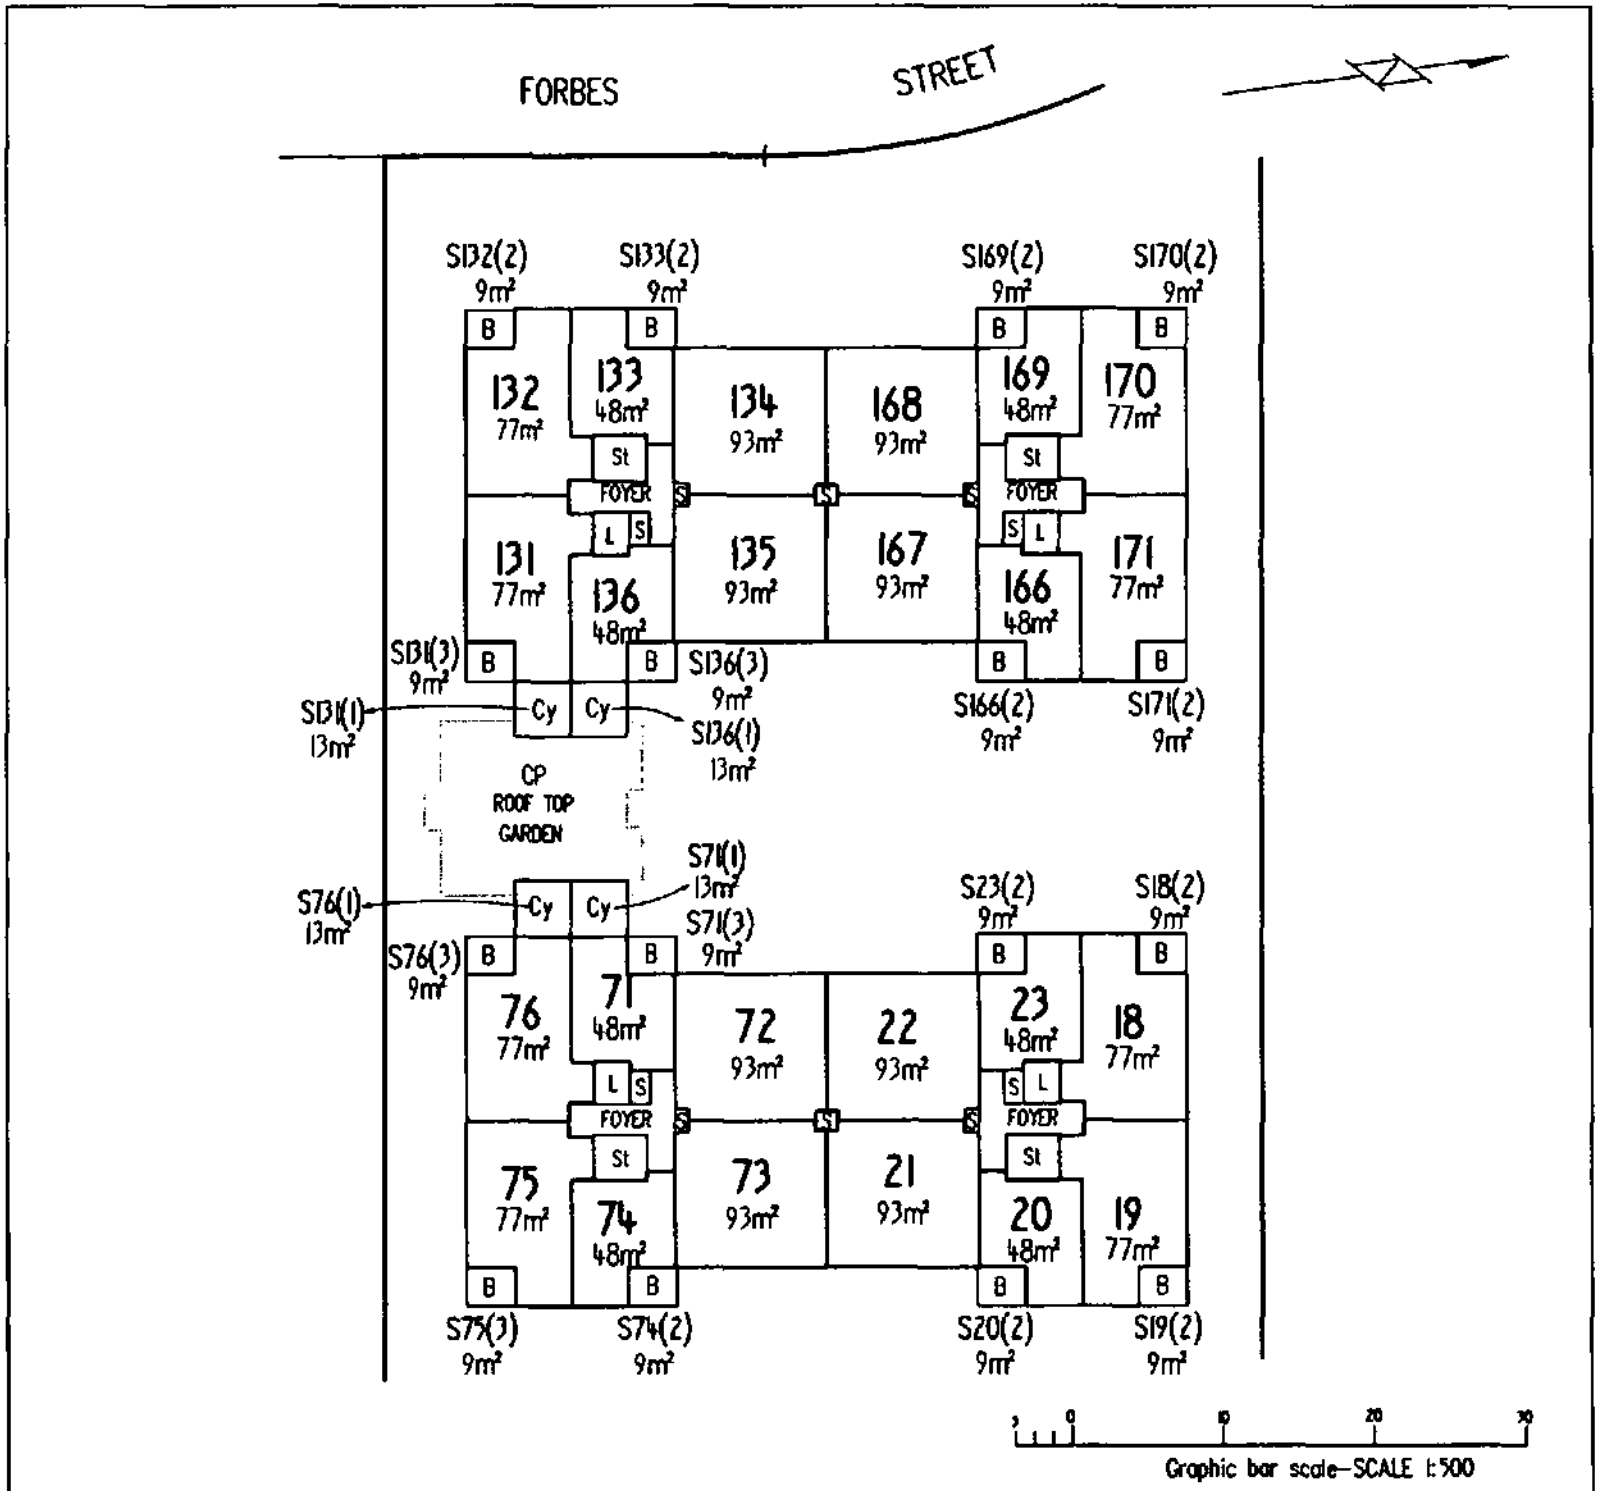 FORBES STREET
S132(2) S133(2) S169(2) S170(2)
9m² 9m² 9m² 9m²
B B B B
132 133 134 168 169 170
77m² 48m² 93m² 93m² 48m² 77m²
St St
FOYER S S S FOYER
L S S L
131 136 135 167 166 171
77m² 48m² 93m² 93m² 48m² 77m²
S131(3) B B S136(3) B B
9m² 9m² S166(2) S171(2)
9m² 9m²
S131(1) Cy Cy S136(1)
13m² 13m²
CP
ROOF TOP
GARDEN
S71(1)
13m²
S76(1) Cy Cy
13m²
S23(2) S18(2)
9m² 9m²
S76(3) B B S71(3) B B
9m² 9m²
76 71 72 22 23 18
77m² 48m² 93m² 93m² 48m² 77m²
L S S L
FOYER S S S FOYER
St St
75 74 73 21 20 19
77m² 48m² 93m² 93m² 48m² 77m²
B B B B
S75(3) S74(2) S20(2) S19(2)
9m² 9m² 9m² 9m²
0 10 20 30
Graphic bar scale-SCALE 1:500